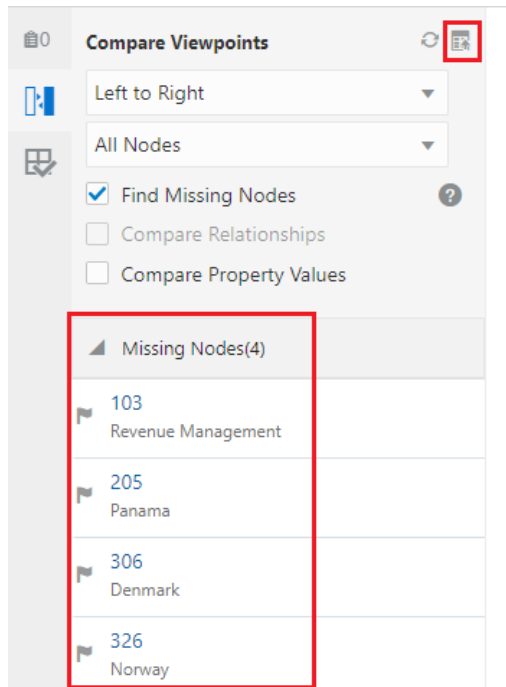 0
Compare Viewpoints
Left to Right
All Nodes
Find Missing Nodes
?
Compare Relationships
Compare Property Values
Missing Nodes(4)
103
Revenue Management
205
Panama
306
Denmark
326
Norway